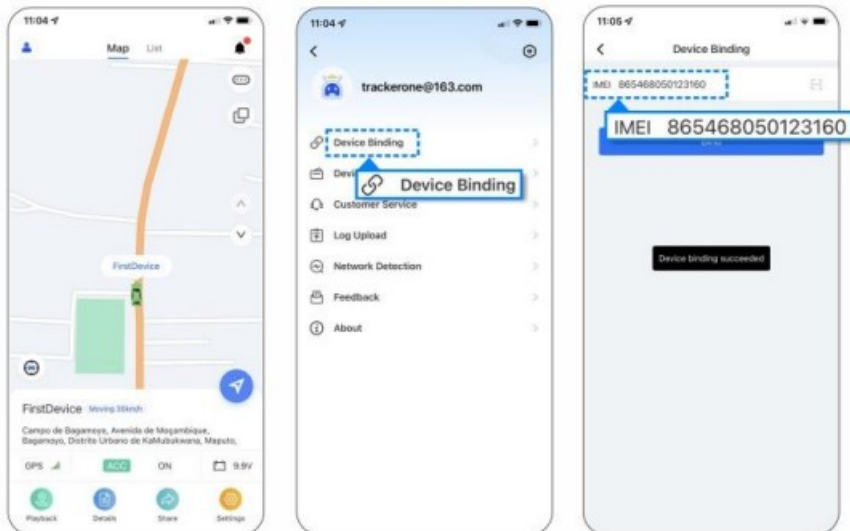 11:04
Map List
FirstDevice
FirstDevice Moving 36km/h
Campo de Bagamoyo, Avenida de Moçambique,
Bagamoyo, Distrito Urbano de KaMubukwana, Maputo,
GPS ACC ON 9.9V
Playback Details Share Settings
11:04
trackerone@163.com
Device Binding
Device Binding
Customer Service
Log Upload
Network Detection
Feedback
About
11:05
Device Binding
IMEI 865468050123160
IMEI 865468050123160
Device binding succeeded